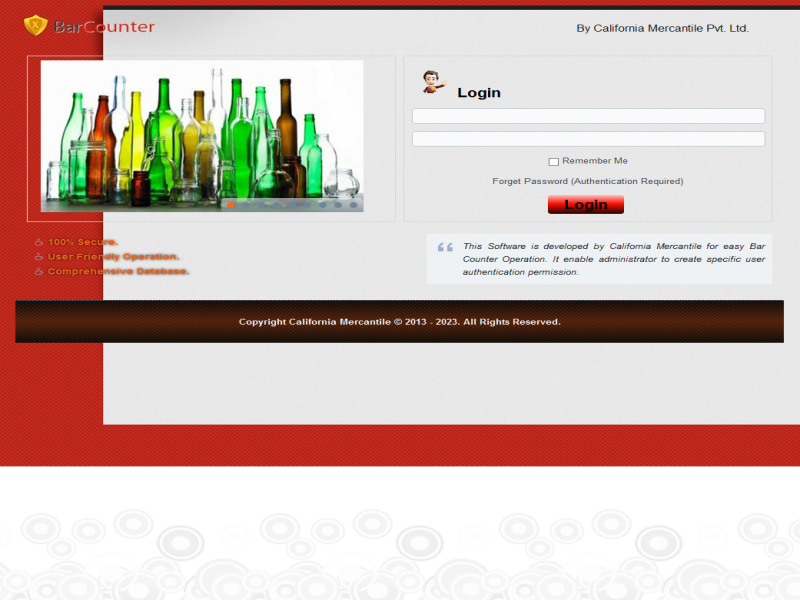 BarCounter
By California Mercantile Pvt. Ltd.
Login
Remember Me
Forget Password (Authentication Required)
Login
100% Secure.
User Friendly Operation.
Comprehensive Database.
This Software is developed by California Mercantile for easy Bar
Counter Operation. It enable administrator to create specific user
authentication permission.
Copyright California Mercantile © 2013 - 2023. All Rights Reserved.